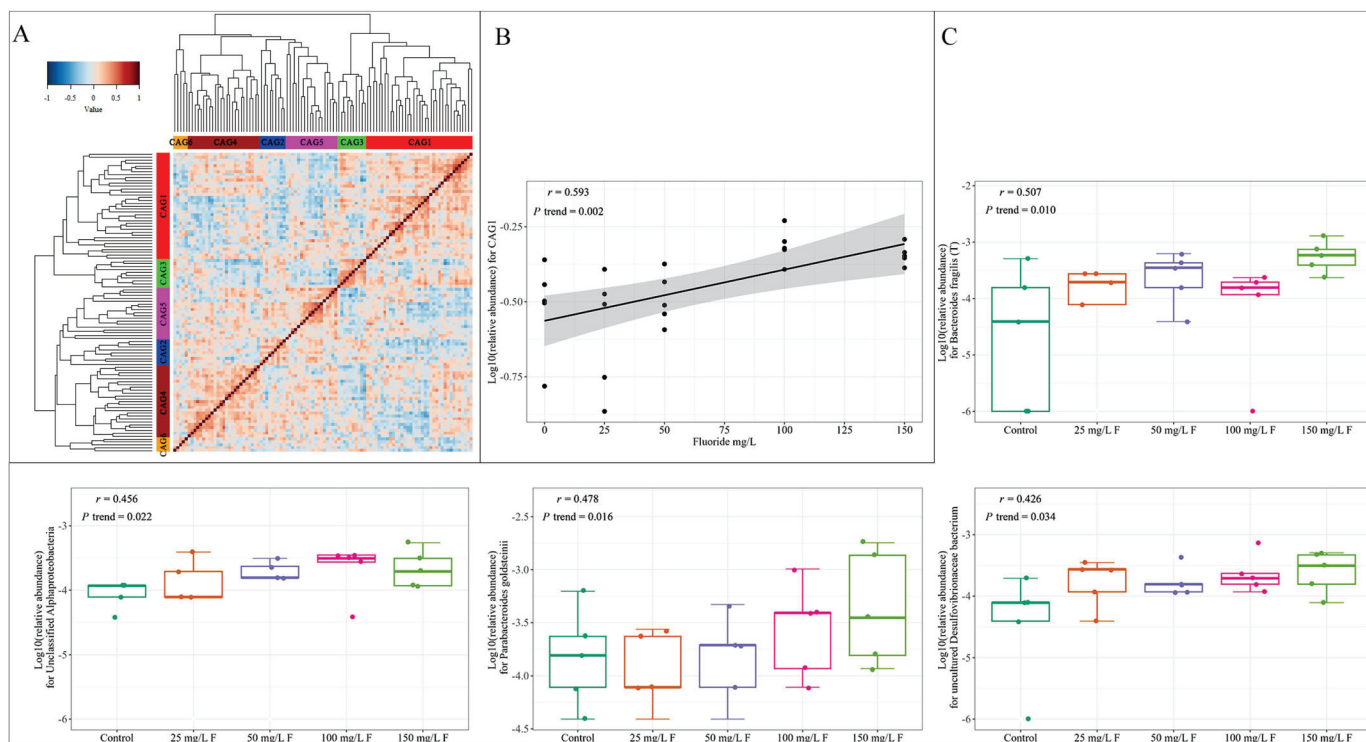 A
-1 -0.5 0 0.5 1
Value
CAG6 CAG4 CAG2 CAG5 CAG3 CAG1
CAG1
CAG3
CAG5
CAG2
CAG4
CAG6
B
r = 0.593
P trend = 0.002
Log10(relative abundance) for CAG1
-0.25
-0.50
-0.75
0 25 50 75 100 125 150
Fluoride mg/L
C
r = 0.507
P trend = 0.010
Log10(relative abundance)
for Bacteroides fragilis (T)
-2
-3
-4
-5
-6
Control 25 mg/L F 50 mg/L F 100 mg/L F 150 mg/L F
r = 0.456
P trend = 0.022
Log10(relative abundance)
for Unclassified Alphaproteobacteria
-3
-4
-5
-6
Control 25 mg/L F 50 mg/L F 100 mg/L F 150 mg/L F
r = 0.478
P trend = 0.016
Log10(relative abundance)
for Parabacteroides goldsteinii
-2.5
-3.0
-3.5
-4.0
-4.5
Control 25 mg/L F 50 mg/L F 100 mg/L F 150 mg/L F
r = 0.426
P trend = 0.034
Log10(relative abundance)
for uncultured Desulfovibrionaceae bacterium
-3
-4
-5
-6
Control 25 mg/L F 50 mg/L F 100 mg/L F 150 mg/L F